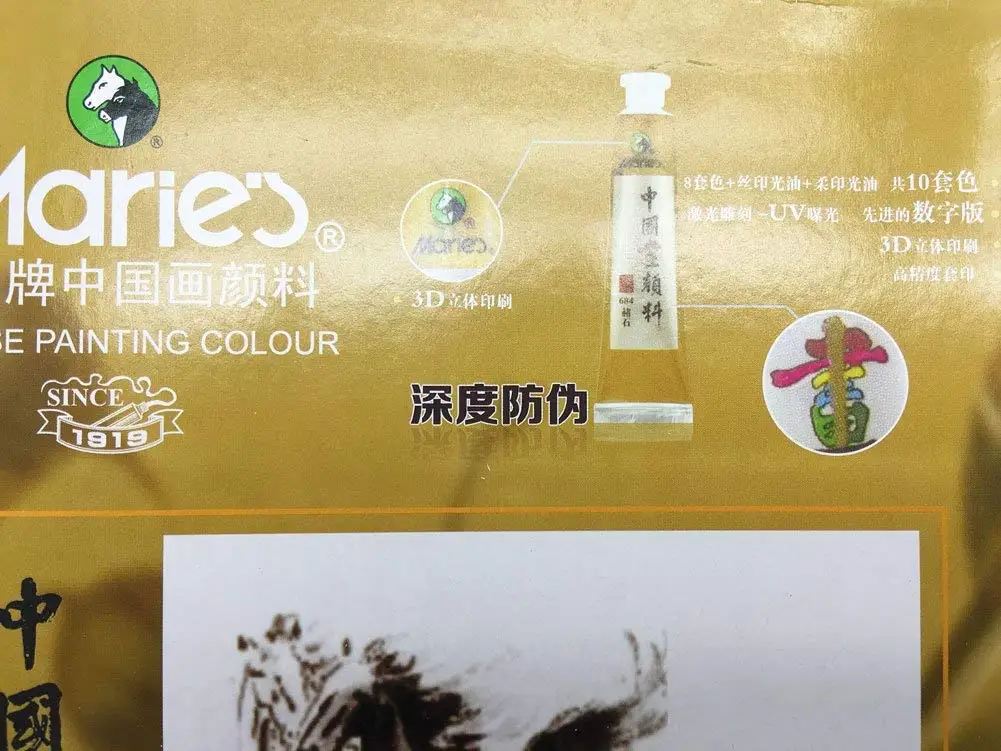 Marie's®
牌中国画颜料
SE PAINTING COLOUR
SINCE
1919
Marie's
3D立体印刷
深度防伪
中國畫顏料
684
赭石
8套色+丝印光油+柔印光油 共10套色
激光雕刻-UV曝光 先进的数字版
3D立体印刷
高精度套印
中
國